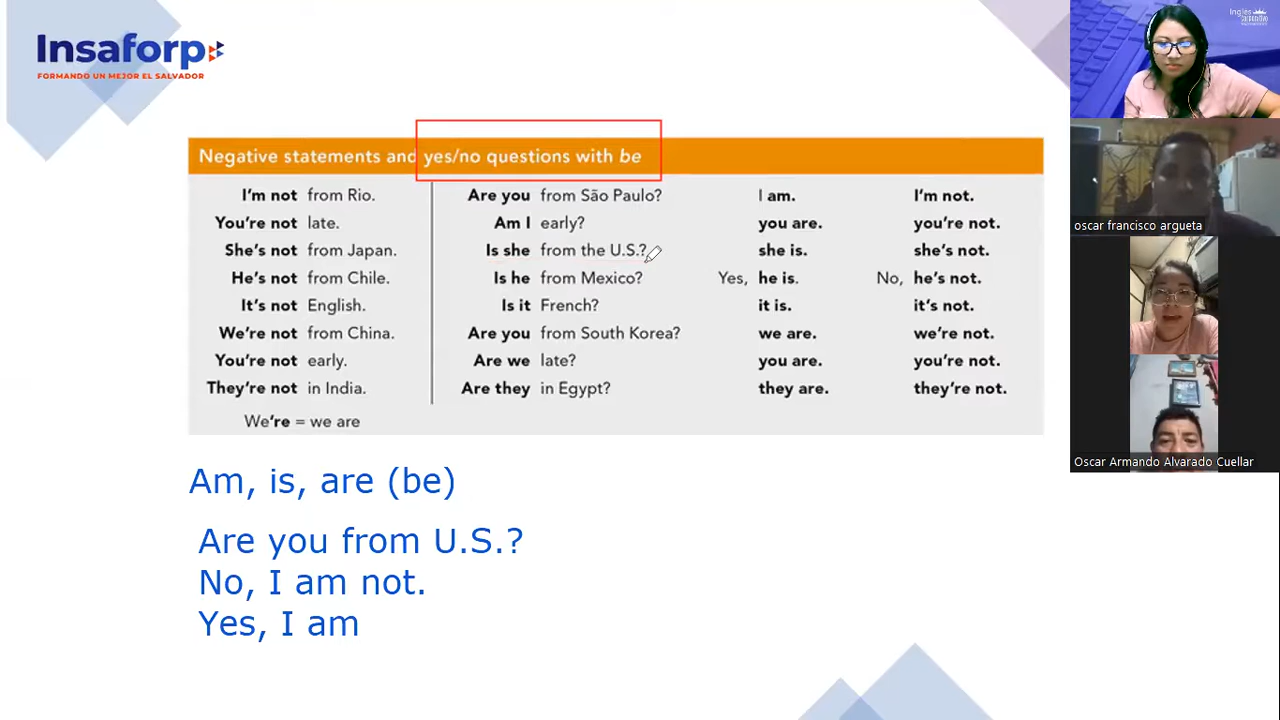 Insaforp
FORMANDO UN MEJOR EL SALVADOR
Negative statements and yes/no questions with be
I'm not from Rio. Are you from São Paulo? I am. I'm not.
You're not late. Am I early? you are. you're not.
She's not from Japan. Is she from the U.S.? she is. she's not.
He's not from Chile. Is he from Mexico? Yes, he is. No, he's not.
It's not English. Is it French? it is. it's not.
We're not from China. Are you from South Korea? we are. we're not.
You're not early. Are we late? you are. you're not.
They're not in India. Are they in Egypt? they are. they're not.
We're = we are
Am, is, are (be)
Are you from U.S.?
No, I am not.
Yes, I am
oscar francisco argueta
Oscar Armando Alvarado Cuellar